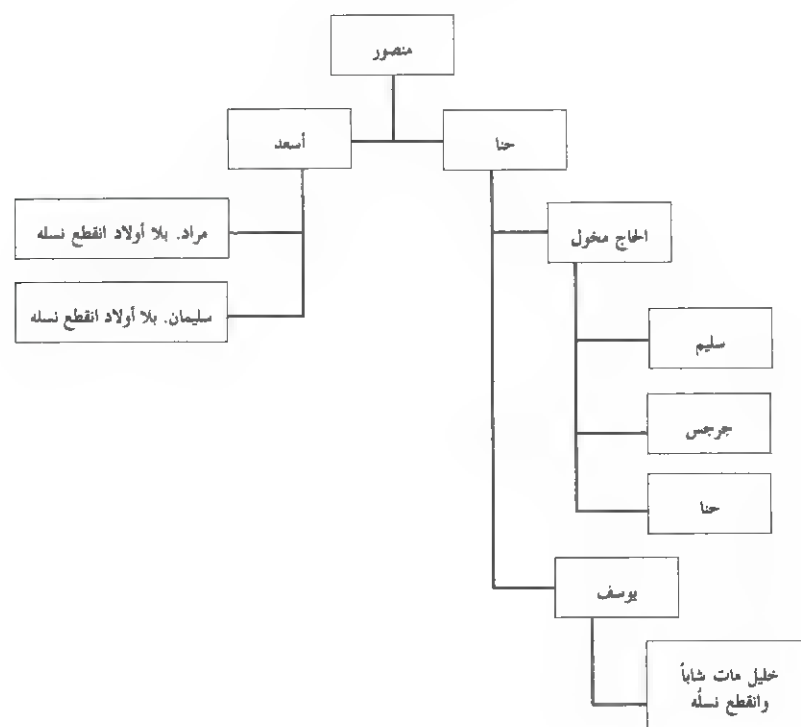 منصور
حنا
أسعد
مراد. بلا أولاد انقطع نسله
سليمان. بلا أولاد انقطع نسله
الحاج مخول
سليم
جرجس
حنا
يوسف
خليل مات شاباً
وانقطع نسلُه